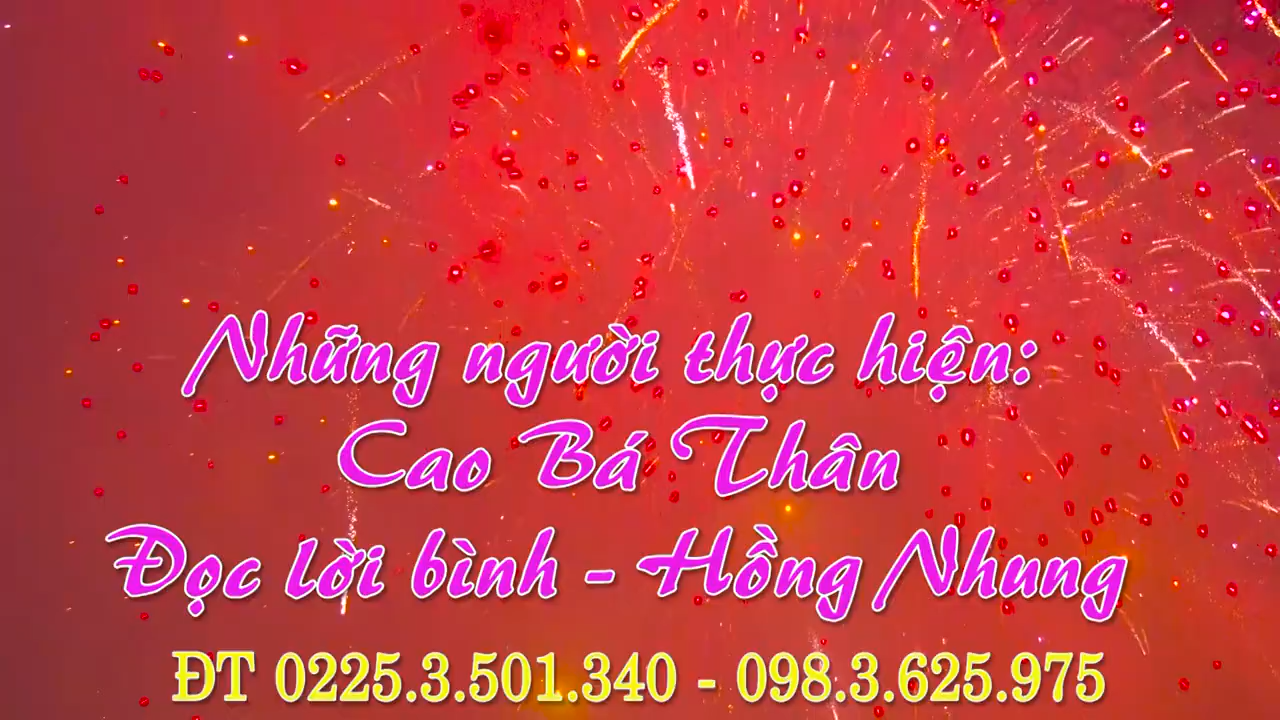 Những người thực hiện:
Cao Bá Thân
Đọc lời bình - Hồng Nhung
ĐT 0225.3.501.340 - 098.3.625.975